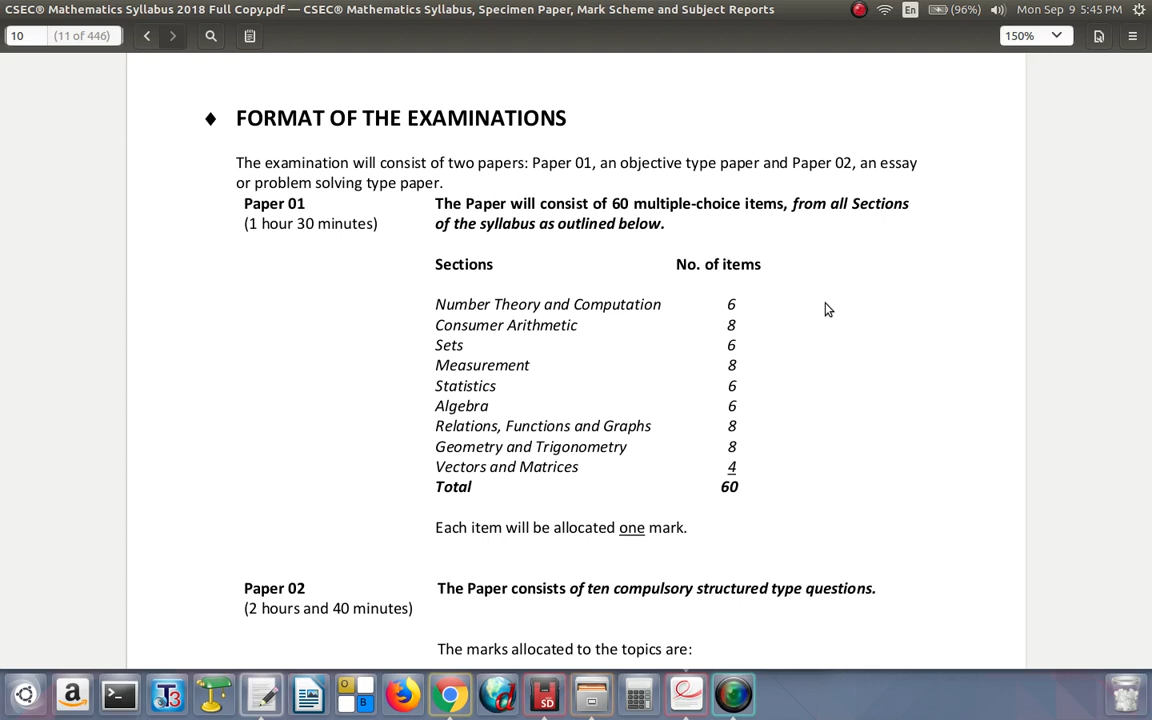 CSEC® Mathematics Syllabus 2018 Full Copy.pdf — CSEC® Mathematics Syllabus, Specimen Paper, Mark Scheme and Subject Reports
En (96%) Mon Sep 9 5:45 PM
10 (11 of 446) 150%
♦ FORMAT OF THE EXAMINATIONS
The examination will consist of two papers: Paper 01, an objective type paper and Paper 02, an essay
or problem solving type paper.
Paper 01 The Paper will consist of 60 multiple-choice items, from all Sections
(1 hour 30 minutes) of the syllabus as outlined below.
Sections No. of items
Number Theory and Computation 6
Consumer Arithmetic 8
Sets 6
Measurement 8
Statistics 6
Algebra 6
Relations, Functions and Graphs 8
Geometry and Trigonometry 8
Vectors and Matrices 4
Total 60
Each item will be allocated one mark.
Paper 02 The Paper consists of ten compulsory structured type questions.
(2 hours and 40 minutes)
The marks allocated to the topics are:
a T3 O B d SD